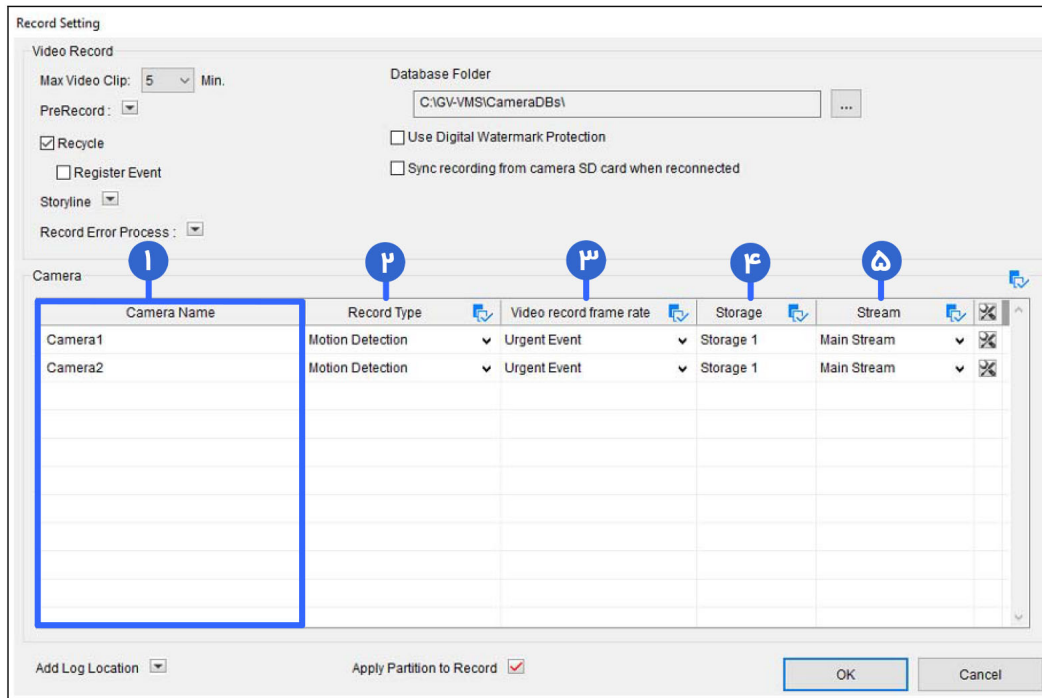 Record Setting
Video Record
Max Video Clip: 5 Min.
PreRecord :
Recycle
Register Event
Storyline
Record Error Process :
Database Folder
C:\GV-VMS\CameraDBs\ ...
Use Digital Watermark Protection
Sync recording from camera SD card when reconnected
۱ ۲ ۳ ۴ ۵
Camera
Camera Name Record Type Video record frame rate Storage Stream
Camera1 Motion Detection Urgent Event Storage 1 Main Stream
Camera2 Motion Detection Urgent Event Storage 1 Main Stream
Add Log Location Apply Partition to Record OK Cancel